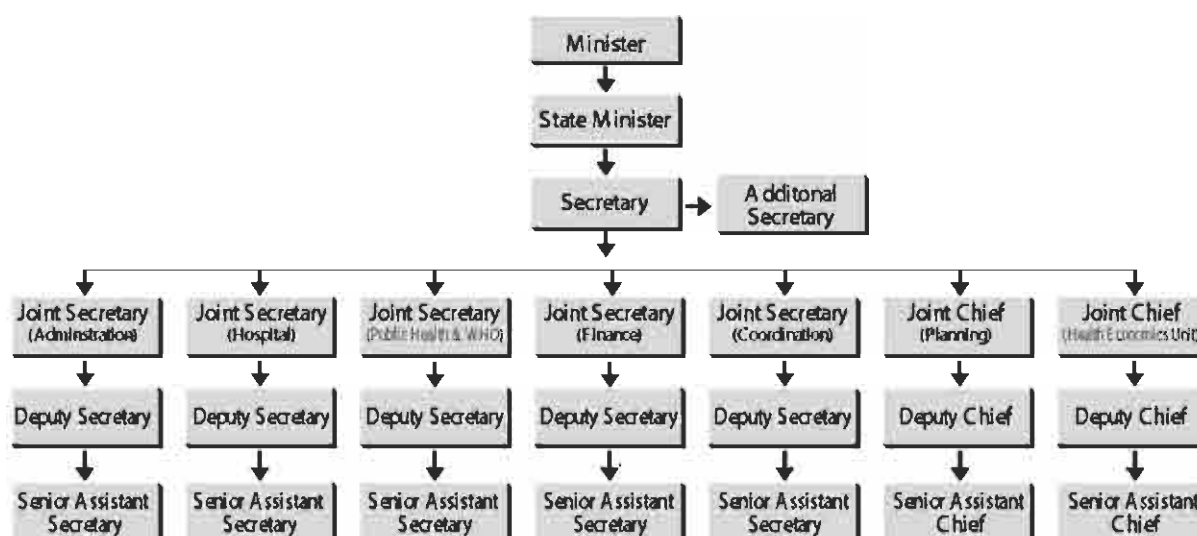 Minister
State Minister
Secretary
Additonal
Secretary
Joint Secretary
(Adminstration)
Joint Secretary
(Hospital)
Joint Secretary
(Public Health & WHO)
Joint Secretary
(Finance)
Joint Secretary
(Coordination)
Joint Chief
(Planning)
Joint Chief
(Health Economics Unit)
Deputy Secretary
Deputy Secretary
Deputy Secretary
Deputy Secretary
Deputy Secretary
Deputy Chief
Deputy Chief
Senior Assistant
Secretary
Senior Assistant
Secretary
Senior Assistant
Secretary
Senior Assistant
Secretary
Senior Assistant
Secretary
Senior Assistant
Chief
Senior Assistant
Chief